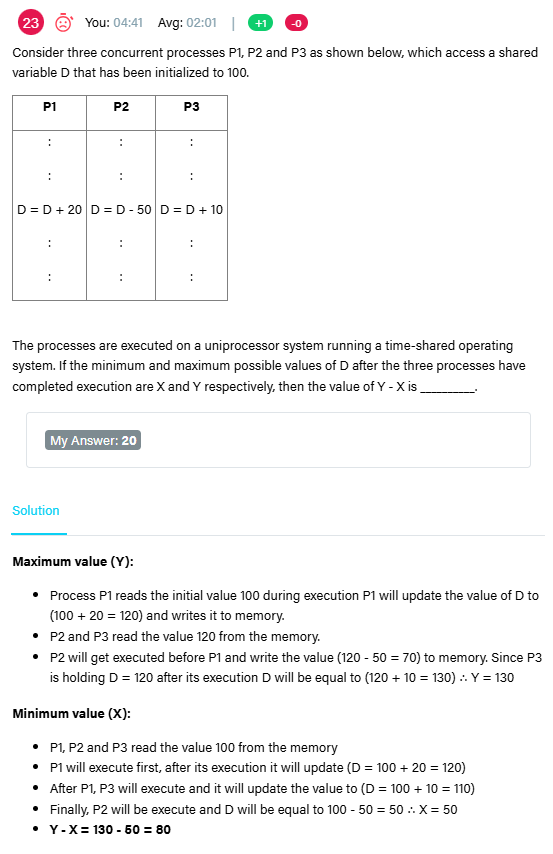 23 You: 04:41 Avg: 02:01 | +1 -0
Consider three concurrent processes P1, P2 and P3 as shown below, which access a shared
variable D that has been initialized to 100.
P1 P2 P3
: : :
: : :
D = D + 20 D = D - 50 D = D + 10
: : :
: : :
The processes are executed on a uniprocessor system running a time-shared operating
system. If the minimum and maximum possible values of D after the three processes have
completed execution are X and Y respectively, then the value of Y - X is __________.
My Answer: 20
Solution
Maximum value (Y):
• Process P1 reads the initial value 100 during execution P1 will update the value of D to
(100 + 20 = 120) and writes it to memory.
• P2 and P3 read the value 120 from the memory.
• P2 will get executed before P1 and write the value (120 - 50 = 70) to memory. Since P3
is holding D = 120 after its execution D will be equal to (120 + 10 = 130) ∴ Y = 130
Minimum value (X):
• P1, P2 and P3 read the value 100 from the memory
• P1 will execute first, after its execution it will update (D = 100 + 20 = 120)
• After P1, P3 will execute and it will update the value to (D = 100 + 10 = 110)
• Finally, P2 will be execute and D will be equal to 100 - 50 = 50 ∴ X = 50
• Y - X = 130 - 50 = 80